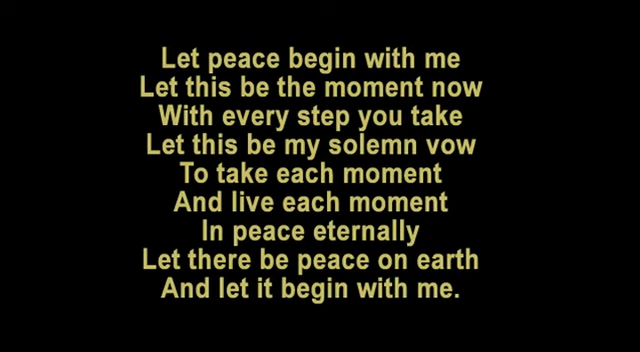 Let peace begin with me
Let this be the moment now
With every step you take
Let this be my solemn vow
To take each moment
And live each moment
In peace eternally
Let there be peace on earth
And let it begin with me.